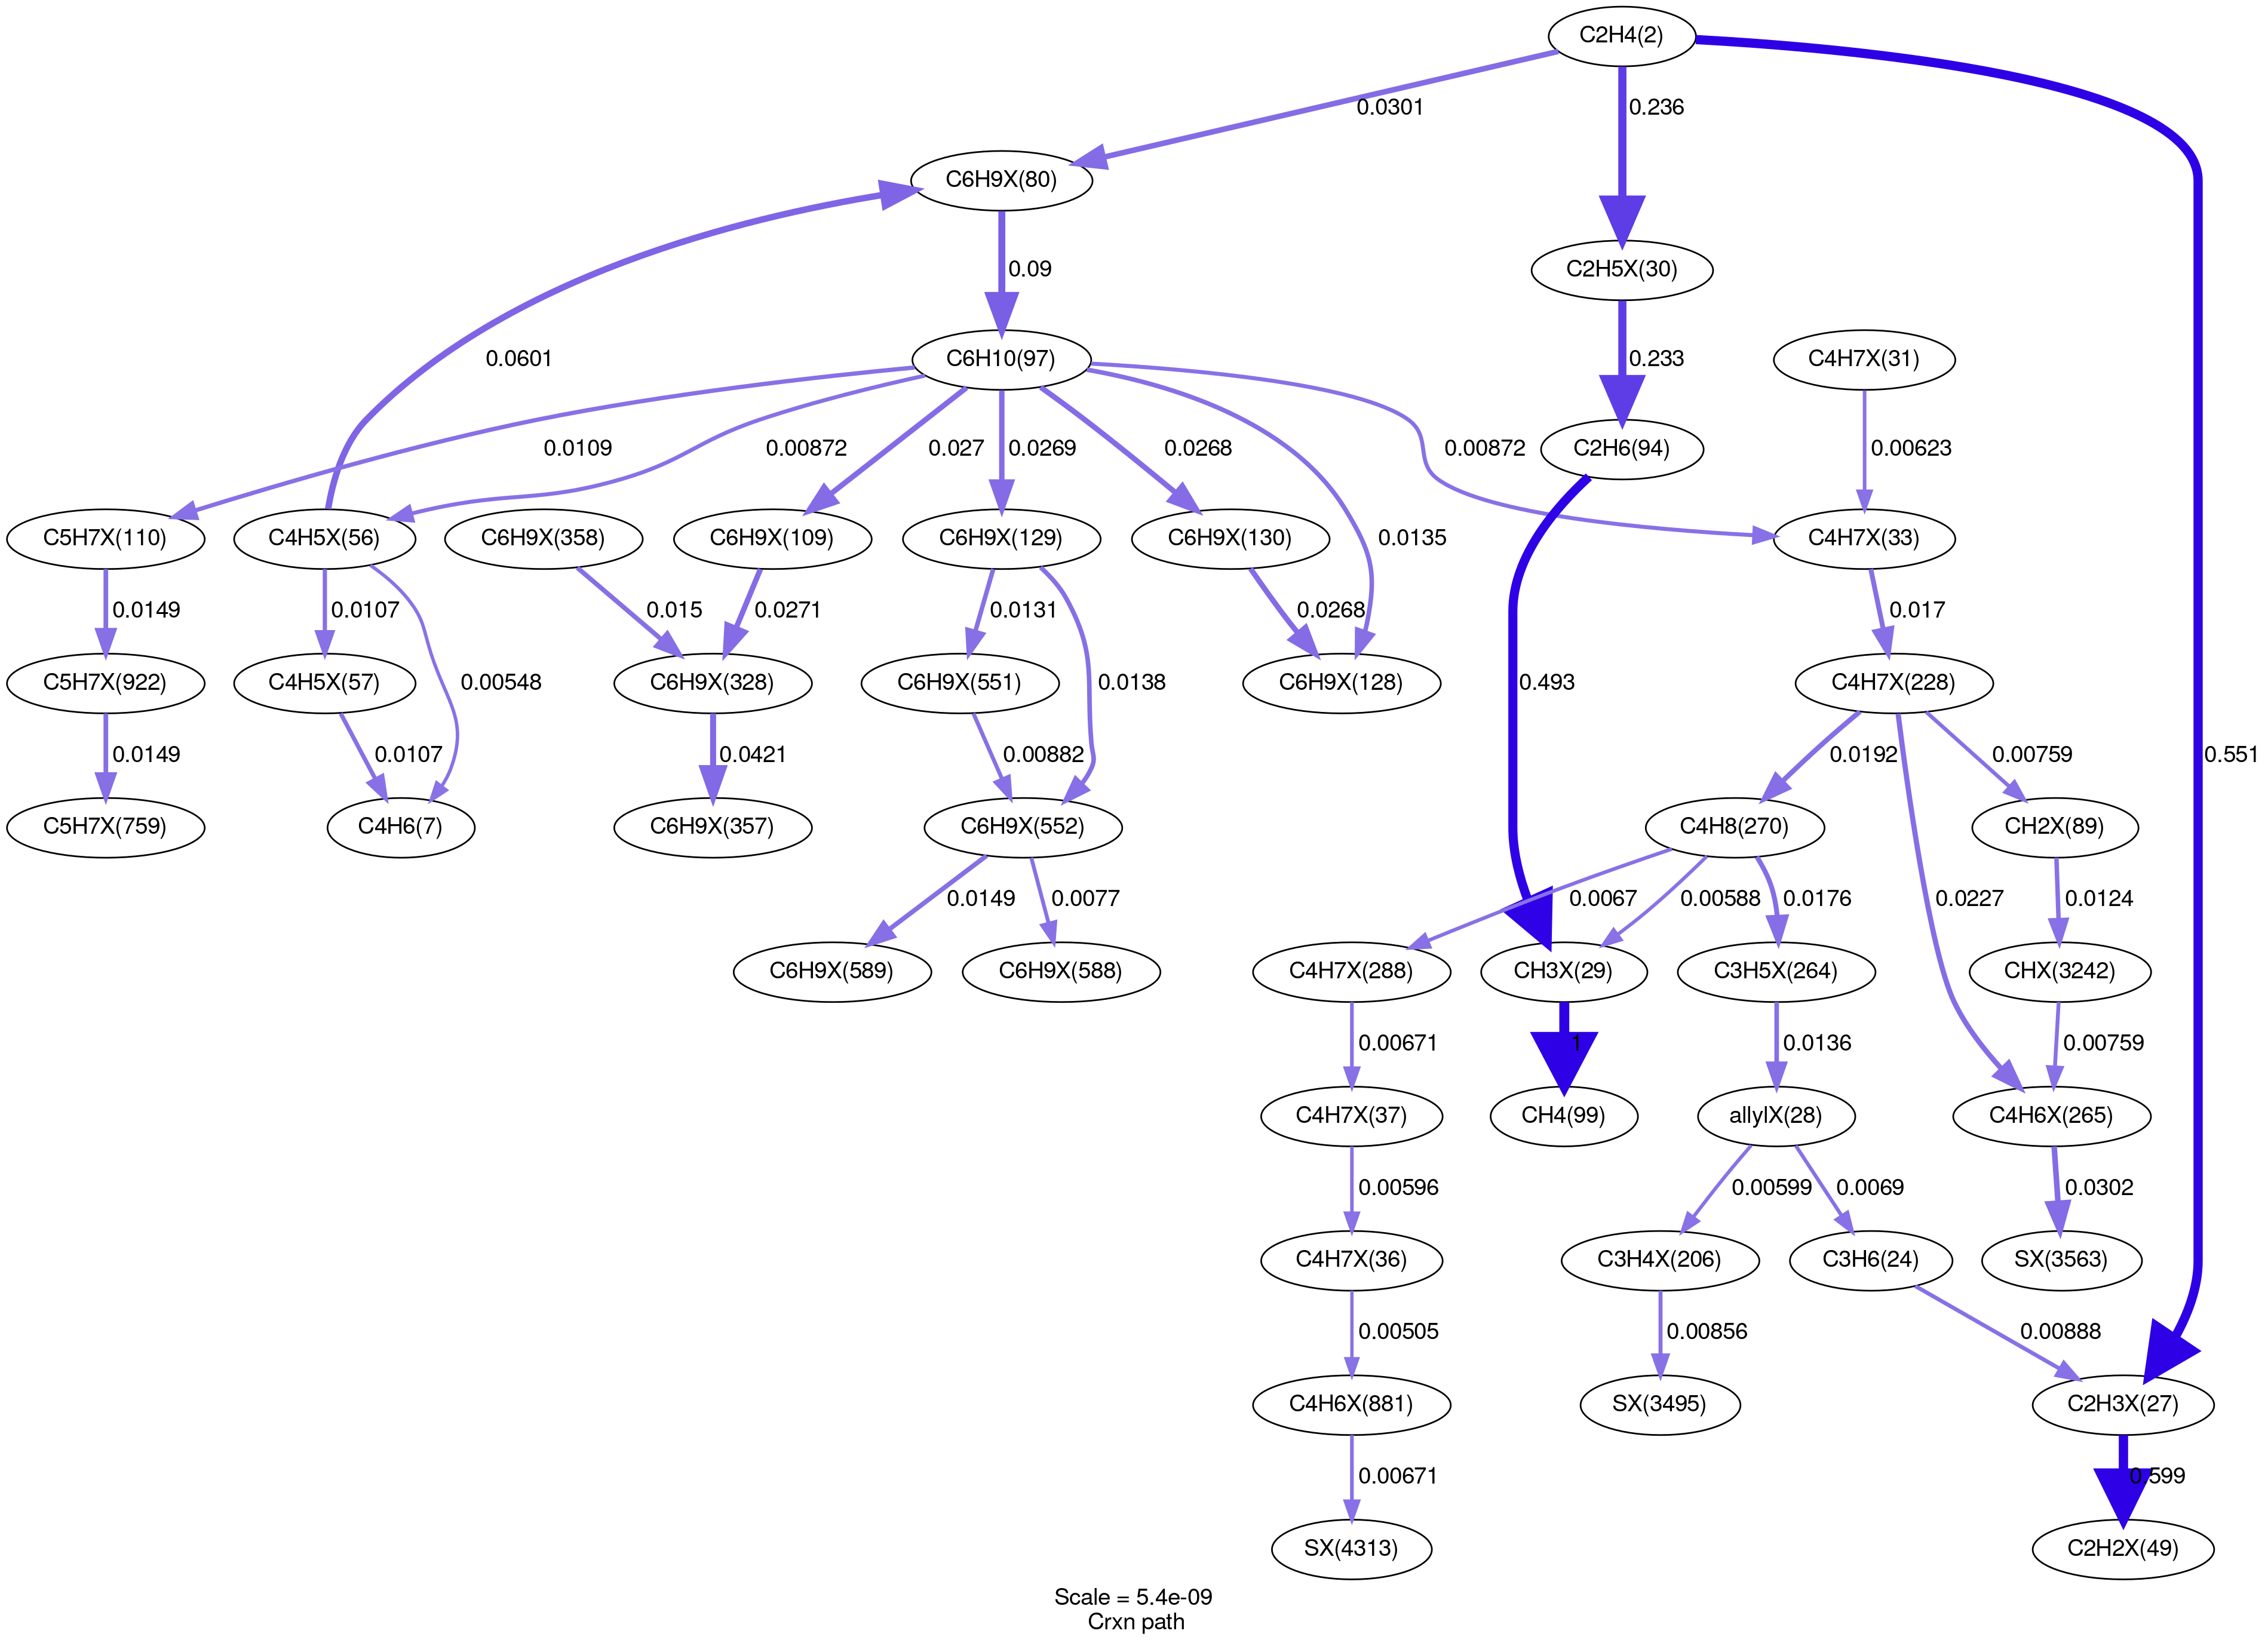 C2H4(2)
0.0301
0.236
C6H9X(80)
C2H5X(30)
0.09
0.0601
0.233
0.551
C6H10(97)
C4H7X(31)
C2H6(94)
0.0109
0.00872
0.027
0.0269
0.0268
0.0135
0.00872
0.00623
C5H7X(110)
C4H5X(56)
C6H9X(358)
C6H9X(109)
C6H9X(129)
C6H9X(130)
C4H7X(33)
0.0149
0.0107
0.00548
0.015
0.0271
0.0131
0.0138
0.0268
0.493
0.017
C5H7X(922)
C4H5X(57)
C6H9X(328)
C6H9X(551)
C6H9X(128)
C4H7X(228)
0.0149
0.0107
0.0421
0.00882
0.0192
0.0227
0.00759
C5H7X(759)
C4H6(7)
C6H9X(357)
C6H9X(552)
C4H8(270)
CH2X(89)
0.0149
0.0077
0.0067
0.00588
0.0176
0.0124
C6H9X(589)
C6H9X(588)
C4H7X(288)
CH3X(29)
C3H5X(264)
CHX(3242)
0.00671
1
0.0136
0.00759
C4H7X(37)
CH4(99)
allylX(28)
C4H6X(265)
0.00596
0.00599
0.0069
0.0302
C4H7X(36)
C3H4X(206)
C3H6(24)
SX(3563)
0.00505
0.00856
0.00888
C4H6X(881)
SX(3495)
C2H3X(27)
0.00671
0.599
SX(4313)
C2H2X(49)
Scale = 5.4e-09
Crxn path